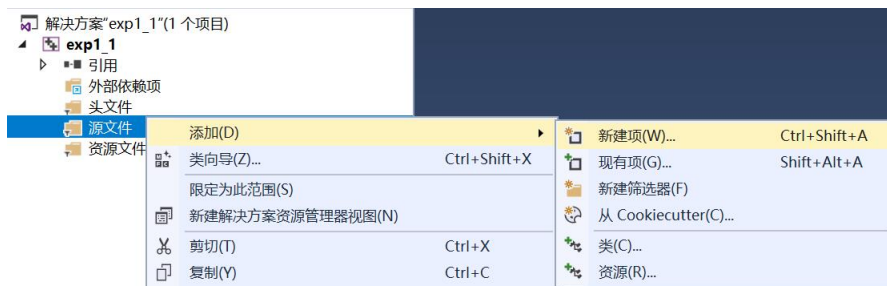 解决方案"exp1_1"(1 个项目)
exp1_1
引用
外部依赖项
头文件
源文件
资源文件
添加(D)
类向导(Z)... Ctrl+Shift+X
限定为此范围(S)
新建解决方案资源管理器视图(N)
剪切(T) Ctrl+X
复制(Y) Ctrl+C
新建项(W)... Ctrl+Shift+A
现有项(G)... Shift+Alt+A
新建筛选器(F)
从 Cookiecutter(C)...
类(C)...
资源(R)...